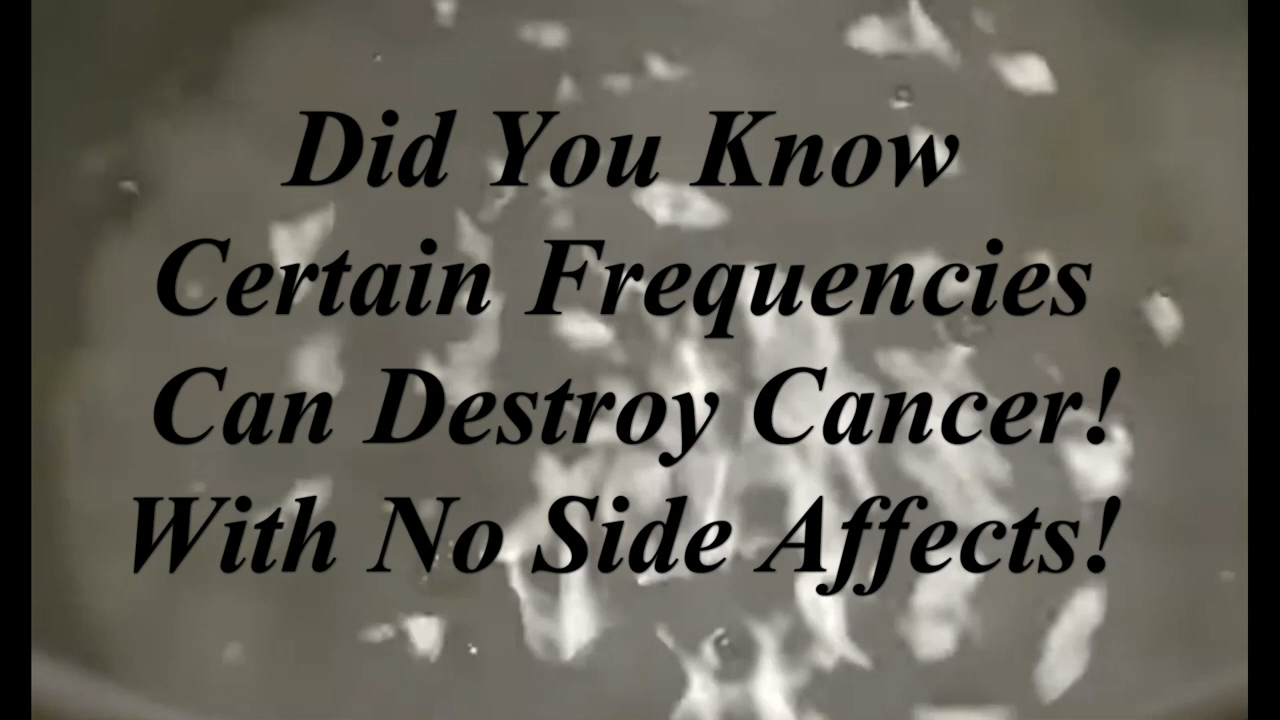 Did You Know
Certain Frequencies
Can Destroy Cancer!
With No Side Affects!